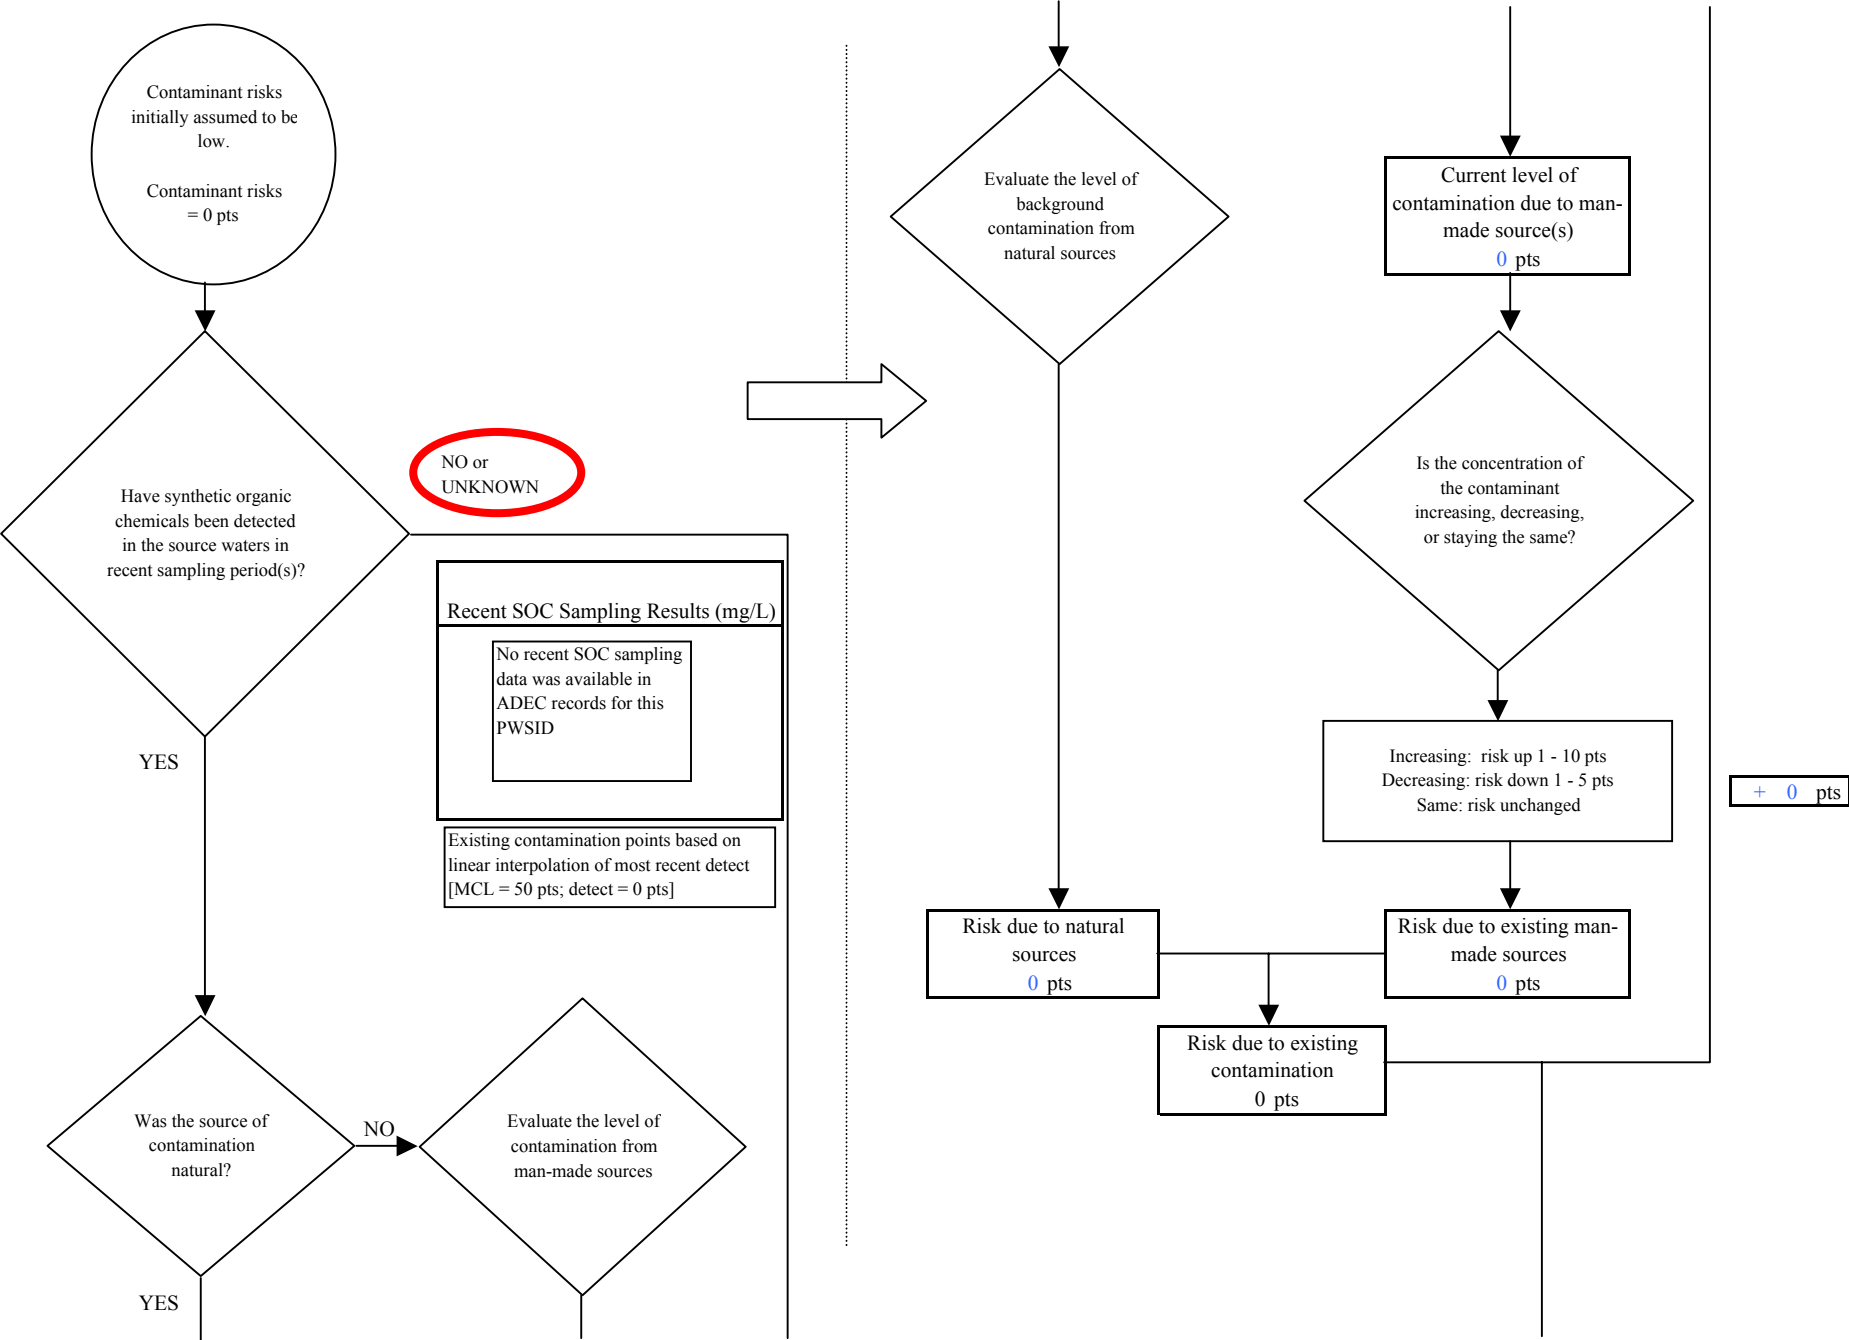 Contaminant risks
initially assumed to be
low.
Contaminant risks
= 0 pts
Have synthetic organic
chemicals been detected
in the source waters in
recent sampling period(s)?
NO or
UNKNOWN
Recent SOC Sampling Results (mg/L)
No recent SOC sampling
data was available in
ADEC records for this
PWSID
Existing contamination points based on
linear interpolation of most recent detect
[MCL = 50 pts; detect = 0 pts]
YES
Was the source of
contamination
natural?
NO
Evaluate the level of
contamination from
man-made sources
YES
Evaluate the level of
background
contamination from
natural sources
Current level of
contamination due to man-
made source(s)
0 pts
Is the concentration of
the contaminant
increasing, decreasing,
or staying the same?
Increasing: risk up 1 - 10 pts
Decreasing: risk down 1 - 5 pts
Same: risk unchanged
+ 0 pts
Risk due to natural
sources
0 pts
Risk due to existing man-
made sources
0 pts
Risk due to existing
contamination
0 pts